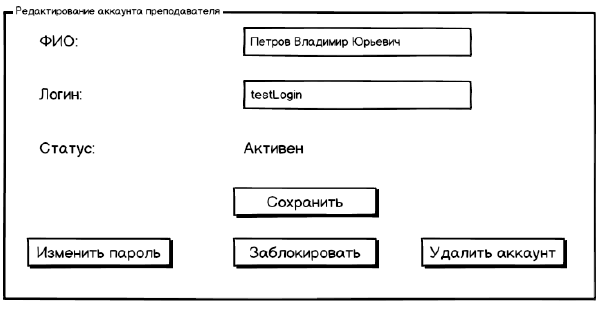 Редактирование аккаунта преподавателя
ФИО: Петров Владимир Юрьевич
Логин: testLogin
Статус: Активен
Сохранить
Изменить пароль Заблокировать Удалить аккаунт